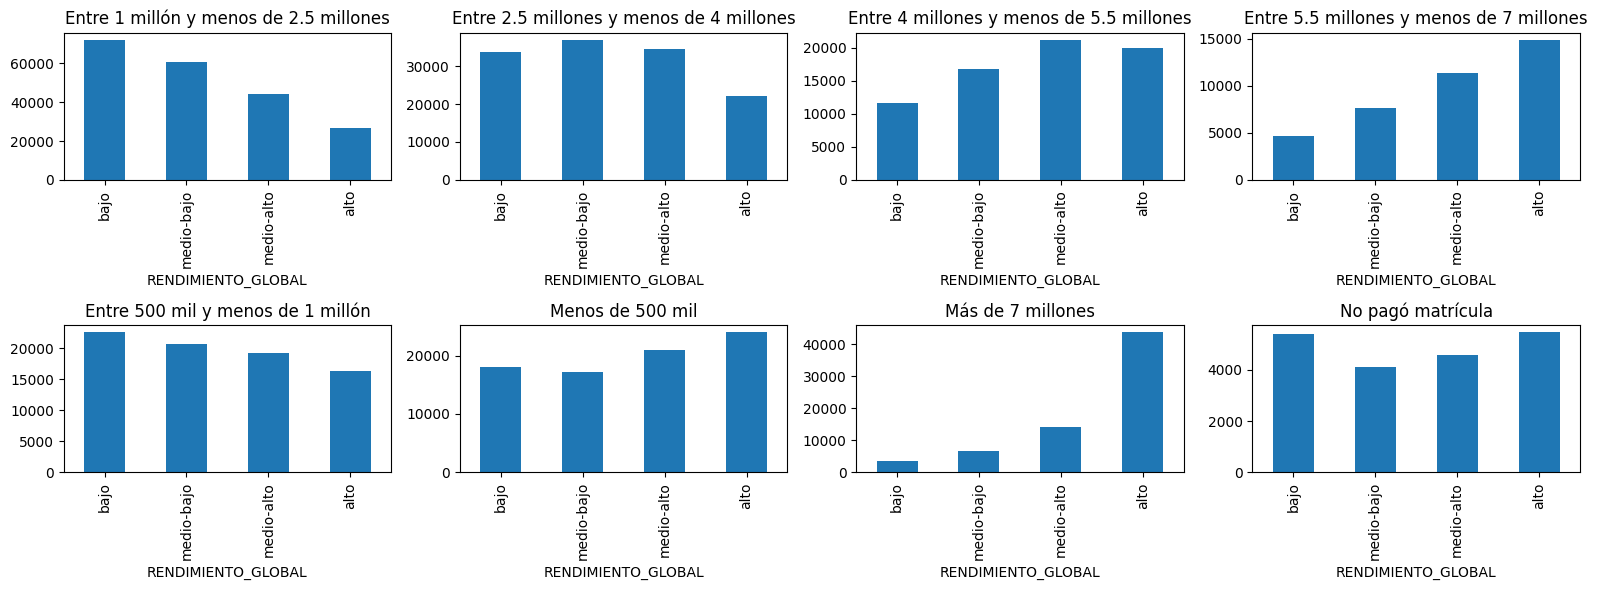 Entre 1 millón y menos de 2.5 millones
60000
40000
20000
0
bajo
medio-bajo
medio-alto
alto
RENDIMIENTO_GLOBAL
Entre 2.5 millones y menos de 4 millones
30000
20000
10000
0
bajo
medio-bajo
medio-alto
alto
RENDIMIENTO_GLOBAL
Entre 4 millones y menos de 5.5 millones
20000
15000
10000
5000
0
bajo
medio-bajo
medio-alto
alto
RENDIMIENTO_GLOBAL
Entre 5.5 millones y menos de 7 millones
15000
10000
5000
0
bajo
medio-bajo
medio-alto
alto
RENDIMIENTO_GLOBAL
Entre 500 mil y menos de 1 millón
20000
15000
10000
5000
0
bajo
medio-bajo
medio-alto
alto
RENDIMIENTO_GLOBAL
Menos de 500 mil
20000
10000
0
bajo
medio-bajo
medio-alto
alto
RENDIMIENTO_GLOBAL
Más de 7 millones
40000
30000
20000
10000
0
bajo
medio-bajo
medio-alto
alto
RENDIMIENTO_GLOBAL
No pagó matrícula
4000
2000
0
bajo
medio-bajo
medio-alto
alto
RENDIMIENTO_GLOBAL